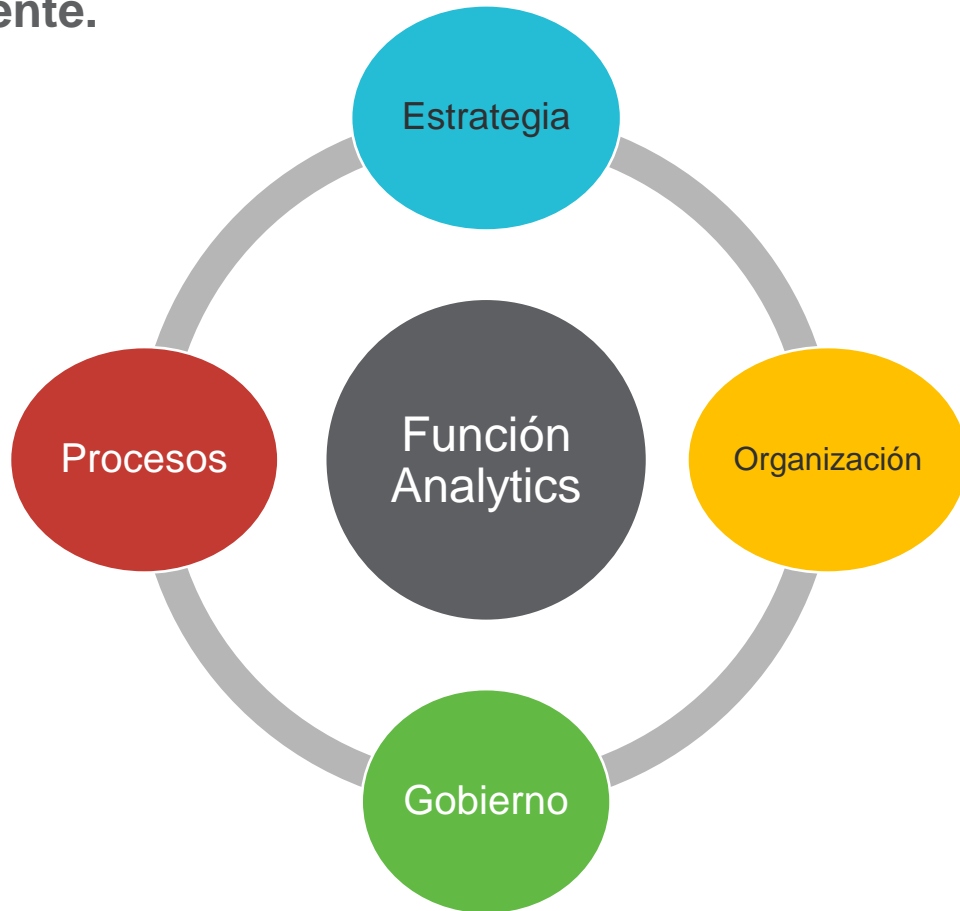 ente.
Estrategia
Procesos
Función
Analytics
Organización
Gobierno